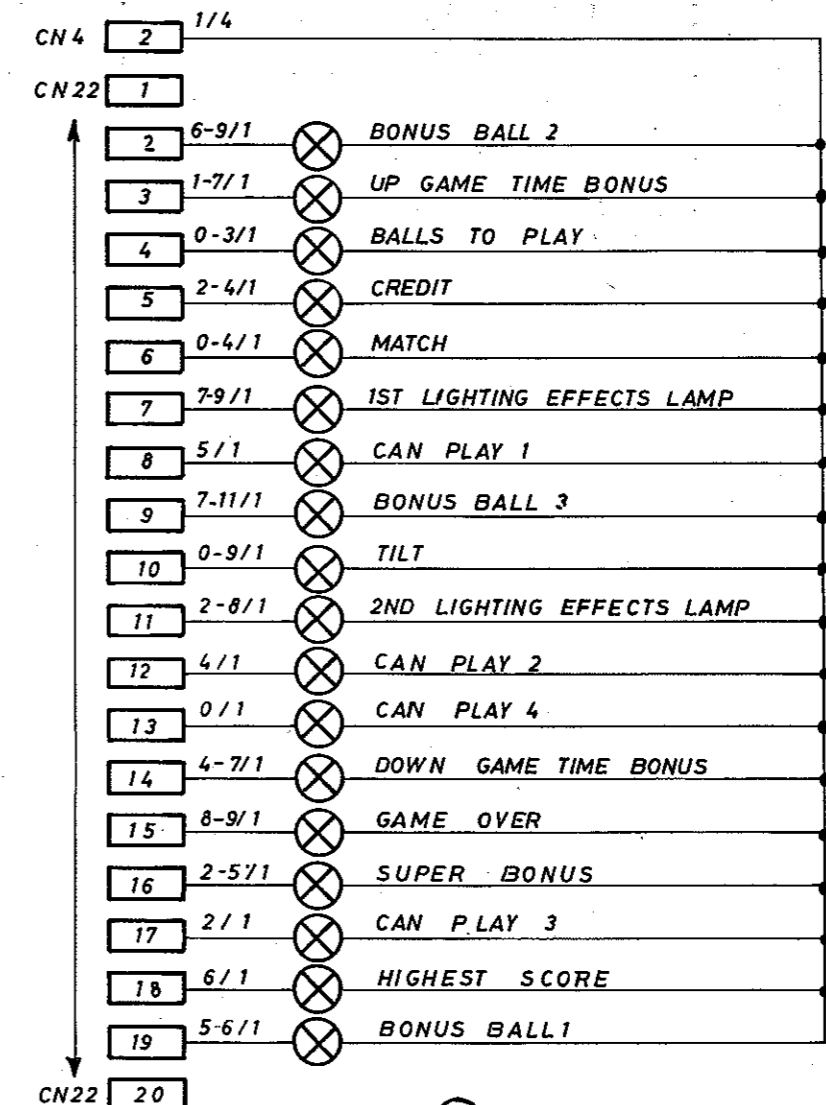 CN4 2 1/4
CN22 1
2 6-9/1 BONUS BALL 2
3 1-7/1 UP GAME TIME BONUS
4 0-3/1 BALLS TO PLAY
5 2-4/1 CREDIT
6 0-4/1 MATCH
7 7-9/1 1ST LIGHTING EFFECTS LAMP
8 5/1 CAN PLAY 1
9 7-11/1 BONUS BALL 3
10 0-9/1 TILT
11 2-8/1 2ND LIGHTING EFFECTS LAMP
12 4/1 CAN PLAY 2
13 0/1 CAN PLAY 4
14 4-7/1 DOWN GAME TIME BONUS
15 8-9/1 GAME OVER
16 2-5/1 SUPER BONUS
17 2/1 CAN PLAY 3
18 6/1 HIGHEST SCORE
19 5-6/1 BONUS BALL 1
CN22 20